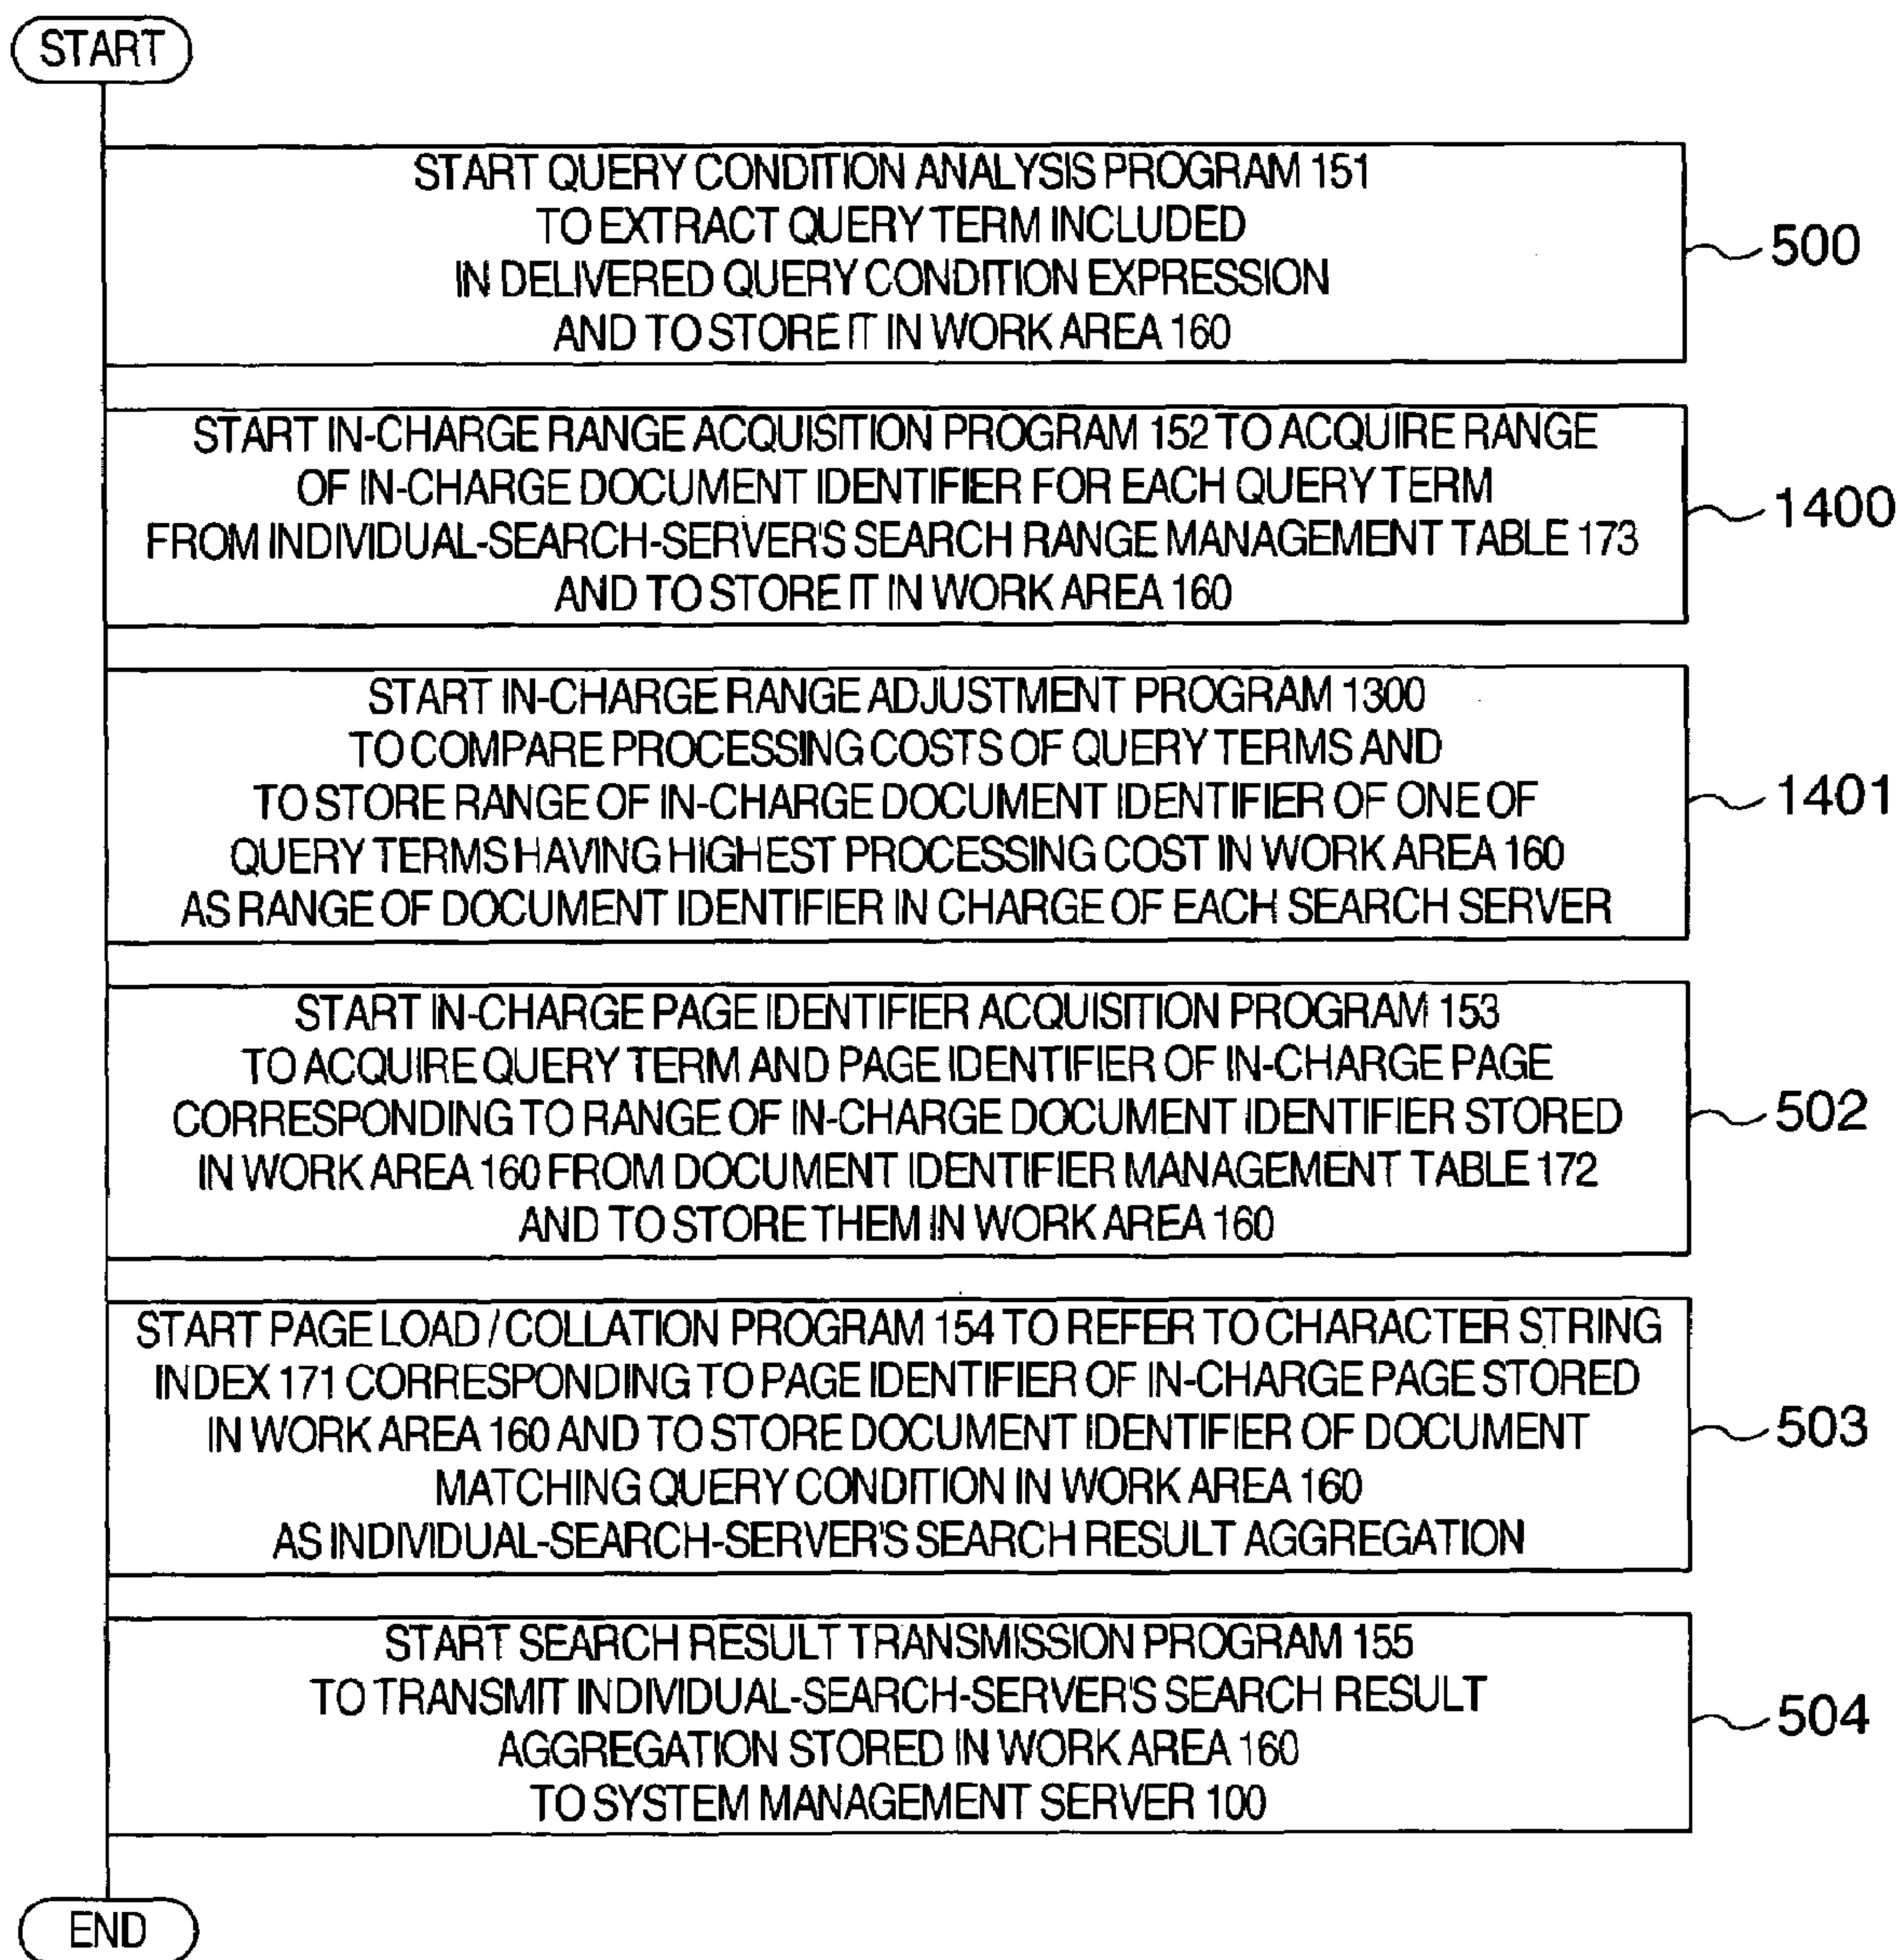 START
START QUERY CONDITION ANALYSIS PROGRAM 151
TO EXTRACT QUERY TERM INCLUDED
IN DELIVERED QUERY CONDITION EXPRESSION
AND TO STORE IT IN WORK AREA 160
500
START IN-CHARGE RANGE ACQUISITION PROGRAM 152 TO ACQUIRE RANGE
OF IN-CHARGE DOCUMENT IDENTIFIER FOR EACH QUERY TERM
FROM INDIVIDUAL-SEARCH-SERVER'S SEARCH RANGE MANAGEMENT TABLE 173
AND TO STORE IT IN WORK AREA 160
1400
START IN-CHARGE RANGE ADJUSTMENT PROGRAM 1300
TO COMPARE PROCESSING COSTS OF QUERY TERMS AND
TO STORE RANGE OF IN-CHARGE DOCUMENT IDENTIFIER OF ONE OF
QUERY TERMS HAVING HIGHEST PROCESSING COST IN WORK AREA 160
AS RANGE OF DOCUMENT IDENTIFIER IN CHARGE OF EACH SEARCH SERVER
1401
START IN-CHARGE PAGE IDENTIFIER ACQUISITION PROGRAM 153
TO ACQUIRE QUERY TERM AND PAGE IDENTIFIER OF IN-CHARGE PAGE
CORRESPONDING TO RANGE OF IN-CHARGE DOCUMENT IDENTIFIER STORED
IN WORK AREA 160 FROM DOCUMENT IDENTIFIER MANAGEMENT TABLE 172
AND TO STORE THEM IN WORK AREA 160
502
START PAGE LOAD / COLLATION PROGRAM 154 TO REFER TO CHARACTER STRING
INDEX 171 CORRESPONDING TO PAGE IDENTIFIER OF IN-CHARGE PAGE STORED
IN WORK AREA 160 AND TO STORE DOCUMENT IDENTIFIER OF DOCUMENT
MATCHING QUERY CONDITION IN WORK AREA 160
AS INDIVIDUAL-SEARCH-SERVER'S SEARCH RESULT AGGREGATION
503
START SEARCH RESULT TRANSMISSION PROGRAM 155
TO TRANSMIT INDIVIDUAL-SEARCH-SERVER'S SEARCH RESULT
AGGREGATION STORED IN WORK AREA 160
TO SYSTEM MANAGEMENT SERVER 100
504
END